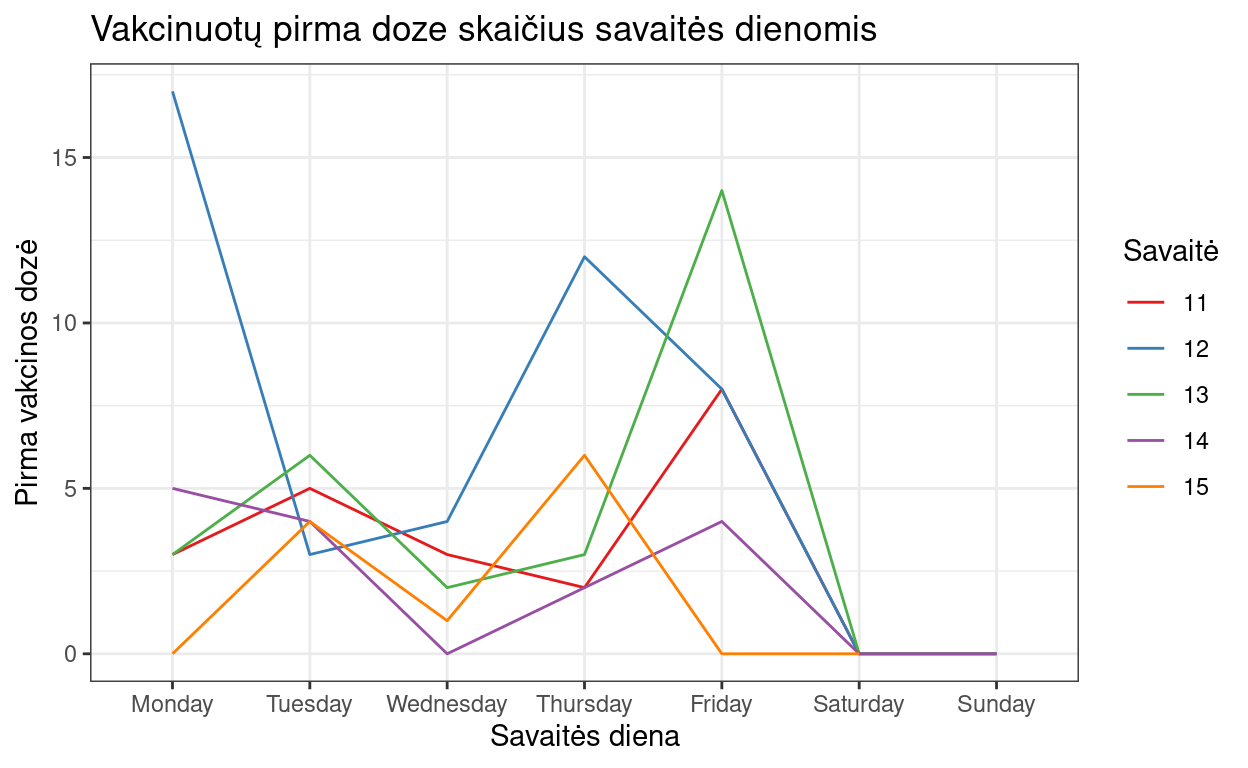 Vakcinuotų pirma doze skaičius savaitės dienomis
Pirma vakcinos dozė
15
10
5
0
Monday Tuesday Wednesday Thursday Friday Saturday Sunday
Savaitės diena
Savaitė
11
12
13
14
15